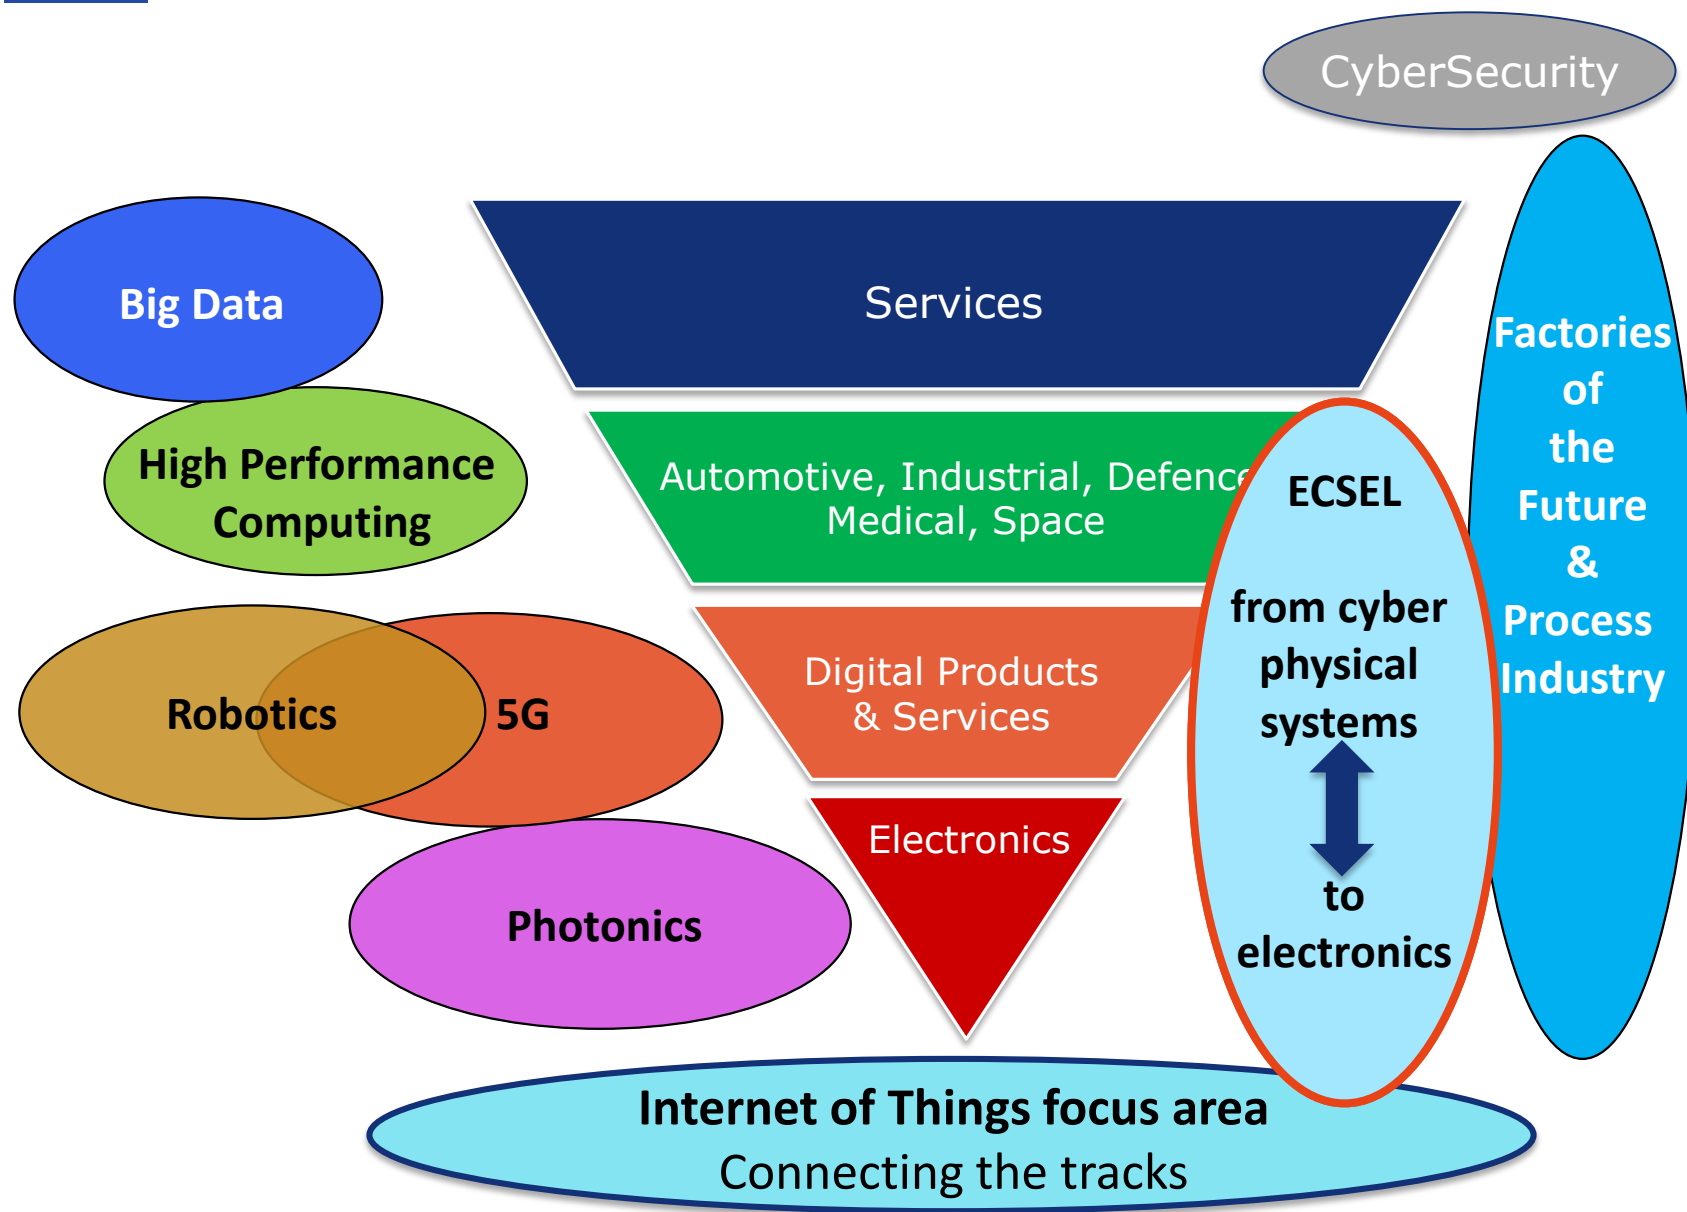 CyberSecurity
Big Data
Services
Factories
of
the
Future
&
Process
Industry
High Performance
Computing
Automotive, Industrial, Defence
Medical, Space
ECSEL
from cyber
physical
systems
to
electronics
Robotics
5G
Digital Products
& Services
Electronics
Photonics
Internet of Things focus area
Connecting the tracks